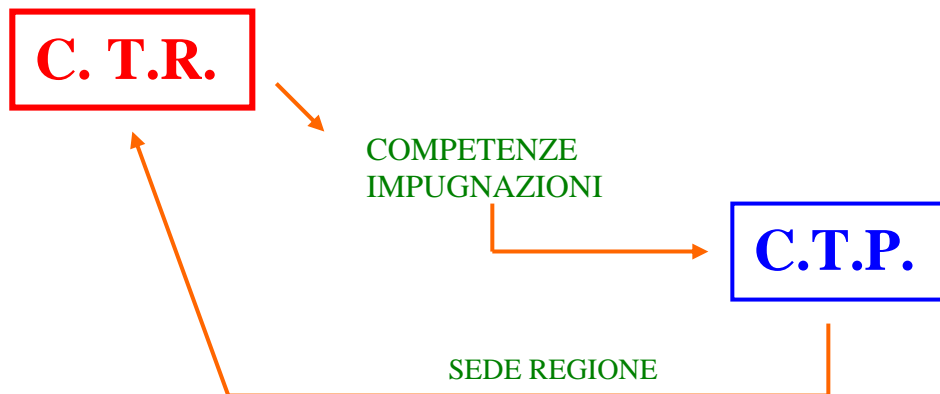 C. T.R.
COMPETENZE
IMPUGNAZIONI
C.T.P.
SEDE REGIONE